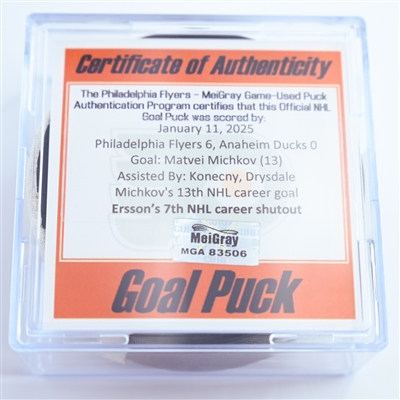 Certificate of Authenticity
The Philadelphia Flyers - MeiGray Game-Used Puck
Authentication Program certifies that this Official NHL
Goal Puck was scored by:
January 11, 2025
Philadelphia Flyers 6, Anaheim Ducks 0
Goal: Matvei Michkov (13)
Assisted By: Konecny, Drysdale
Michkov's 13th NHL career goal
Ersson's 7th NHL career shutout
MeiGray
MGA 83506
Goal Puck